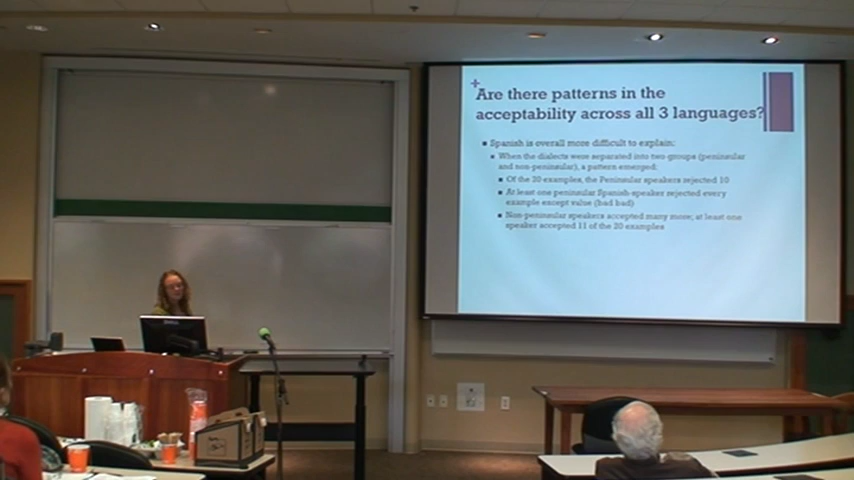 +
Are there patterns in the
acceptability across all 3 languages?
Spanish is overall more difficult to explain:
When the dialects were separated into two groups (peninsular
and non-peninsular), a pattern emerged:
Of the 20 examples, the Peninsular speakers rejected 10
At least one peninsular Spanish-speaker rejected every
example except value (bad bad)
Non-peninsular speakers accepted many more; at least one
speaker accepted 11 of the 20 examples